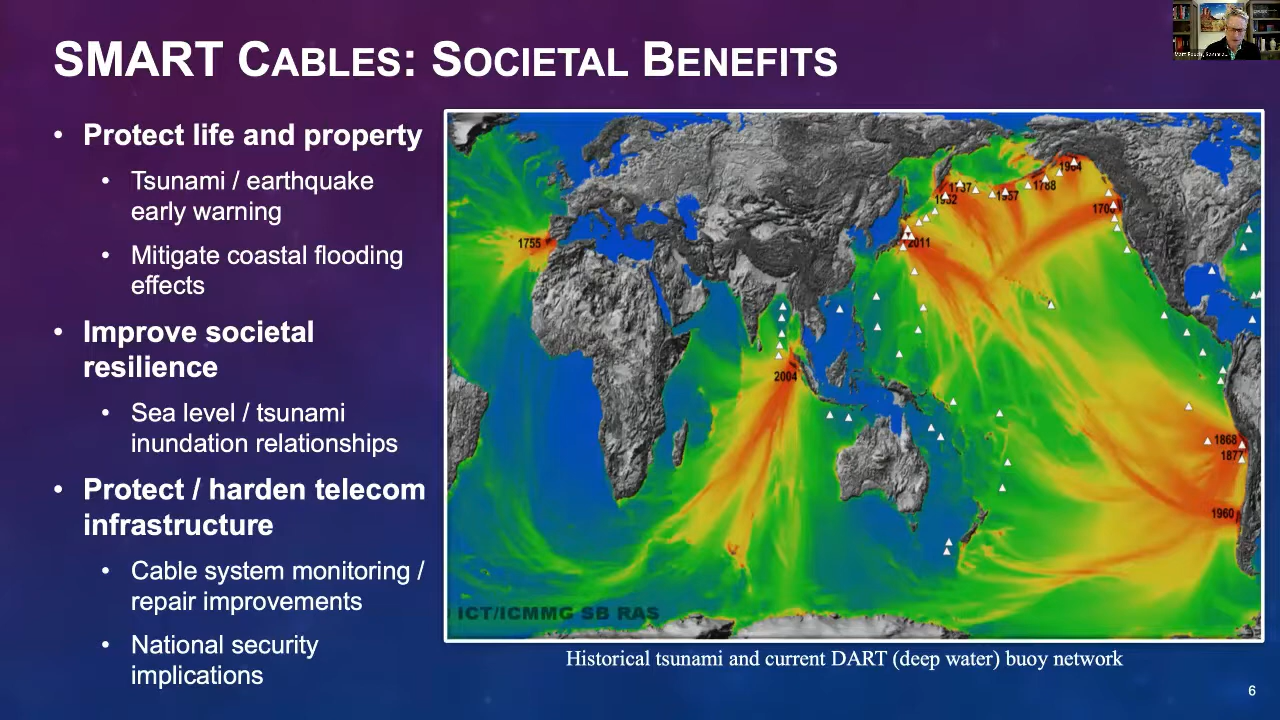 SMART CABLES: SOCIETAL BENEFITS
• Protect life and property
• Tsunami / earthquake
early warning
• Mitigate coastal flooding
effects
• Improve societal
resilience
• Sea level / tsunami
inundation relationships
• Protect / harden telecom
infrastructure
• Cable system monitoring /
repair improvements
• National security
implications
1755
2004
2011
1737
1957
1788
1964
1868
1877
1960
ICT/ICMMG SB RAS
Historical tsunami and current DART (deep water) buoy network
6